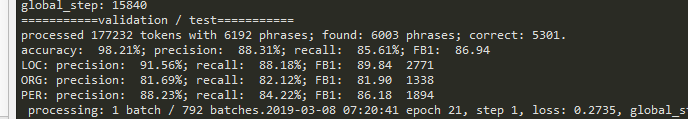 global_step: 15840
===========validation / test===========
processed 177232 tokens with 6192 phrases; found: 6003 phrases; correct: 5301.
accuracy:  98.21%; precision:  88.31%; recall:  85.61%; FB1:  86.94
LOC: precision:  91.56%; recall:  88.18%; FB1:  89.84  2771
ORG: precision:  81.69%; recall:  82.12%; FB1:  81.90  1338
PER: precision:  88.23%; recall:  84.22%; FB1:  86.18  1894
processing: 1 batch / 792 batches.2019-03-08 07:20:41 epoch 21, step 1, loss: 0.2735, global_s